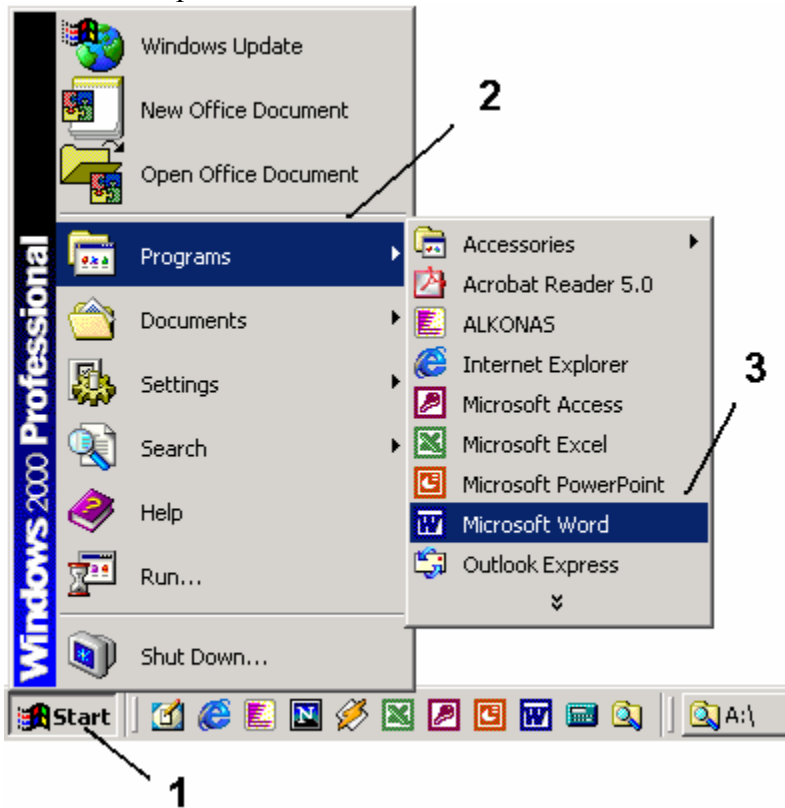 Windows Update
2
New Office Document
Open Office Document
Programs
Accessories
Acrobat Reader 5.0
Documents
ALKONAS
Internet Explorer
3
Settings
Microsoft Access
Search
Microsoft Excel
Microsoft PowerPoint
Help
Microsoft Word
Run...
Outlook Express
Shut Down...
Windows 2000 Professional
Start
A:\
1